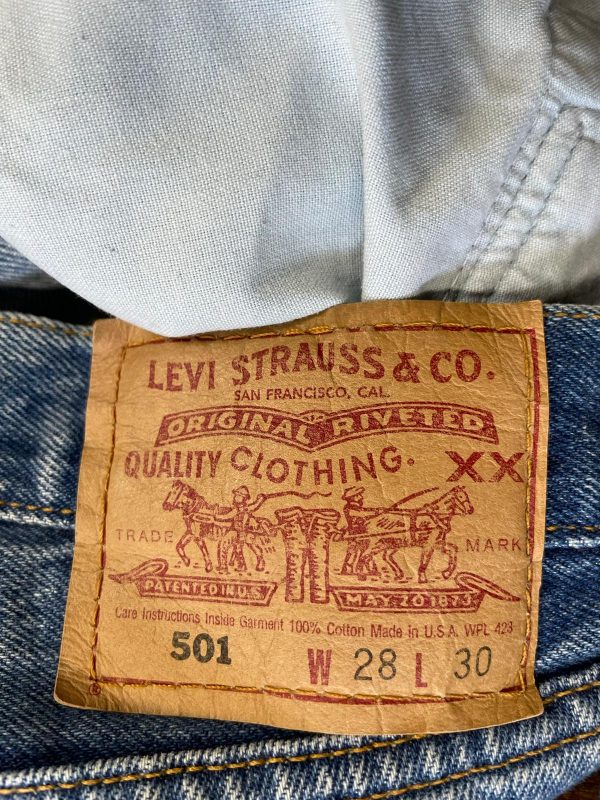 LEVI STRAUSS & CO.
SAN FRANCISCO, CAL.
ORIGINAL RIVETED
QUALITY CLOTHING. XX
TRADE MARK
PATENTED IN U.S. MAY 20 1873
Care Instructions Inside Garment 100% Cotton Made in U.S.A. WPL 423
501 W 28 L 30
®